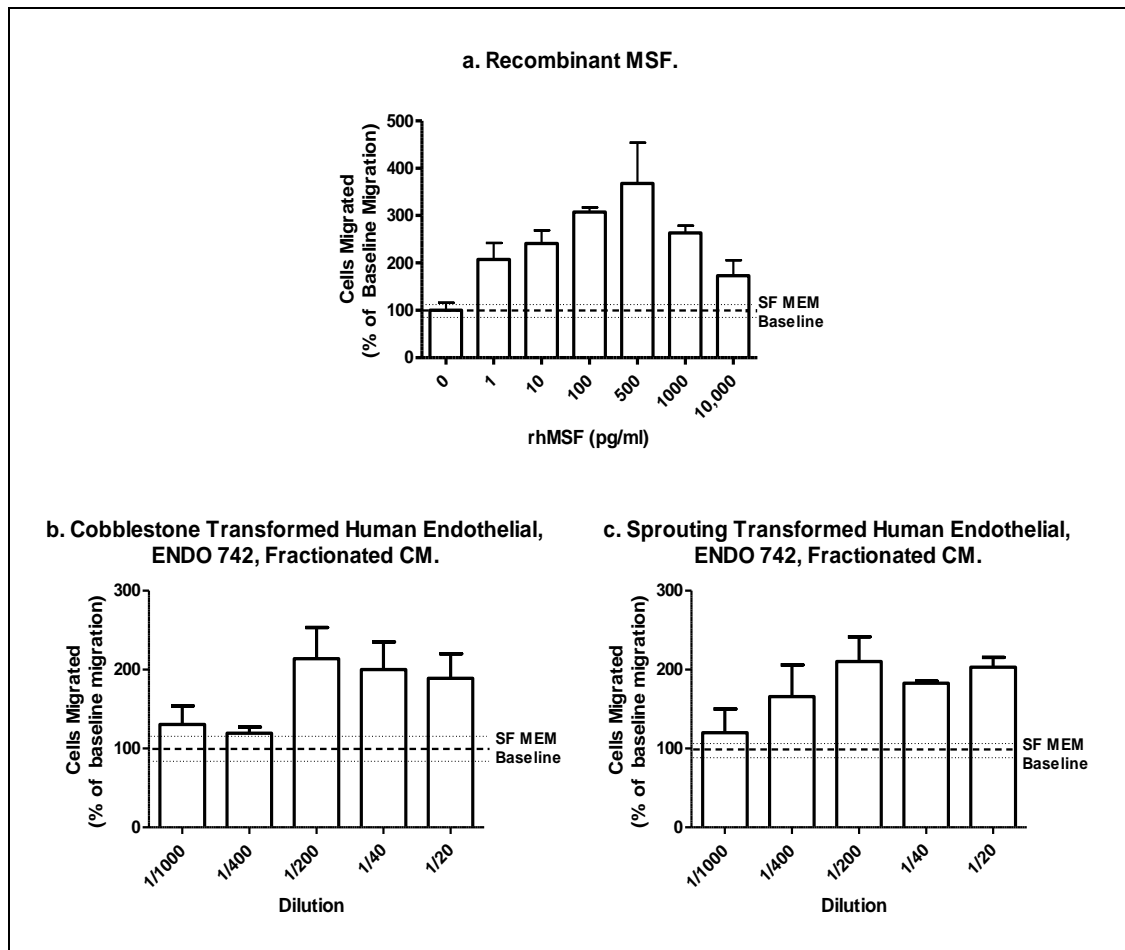 a. Recombinant MSF.
500
400
300
200
100
0
Cells Migrated
(% of Baseline Migration)
SF MEM
Baseline
0
1
10
100
500
1000
10,000
rhMSF (pg/ml)
b. Cobblestone Transformed Human Endothelial,
ENDO 742, Fractionated CM.
300
200
100
0
Cells Migrated
(% of baseline migration)
SF MEM
Baseline
1/1000
1/400
1/200
1/40
1/20
Dilution
c. Sprouting Transformed Human Endothelial,
ENDO 742, Fractionated CM.
300
200
100
0
Cells Migrated
(% of baseline migration)
SF MEM
Baseline
1/1000
1/400
1/200
1/40
1/20
Dilution